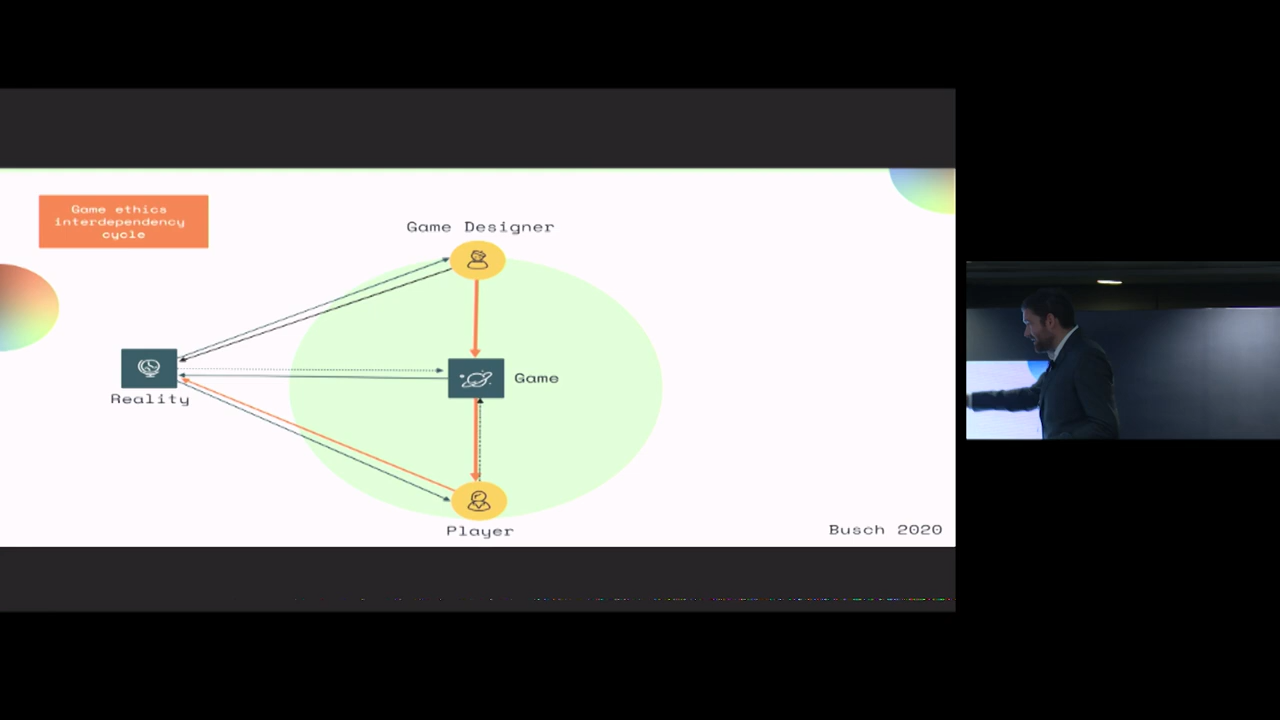 Game ethics
interdependency
cycle
Game Designer
Reality
Game
Player
Busch 2020